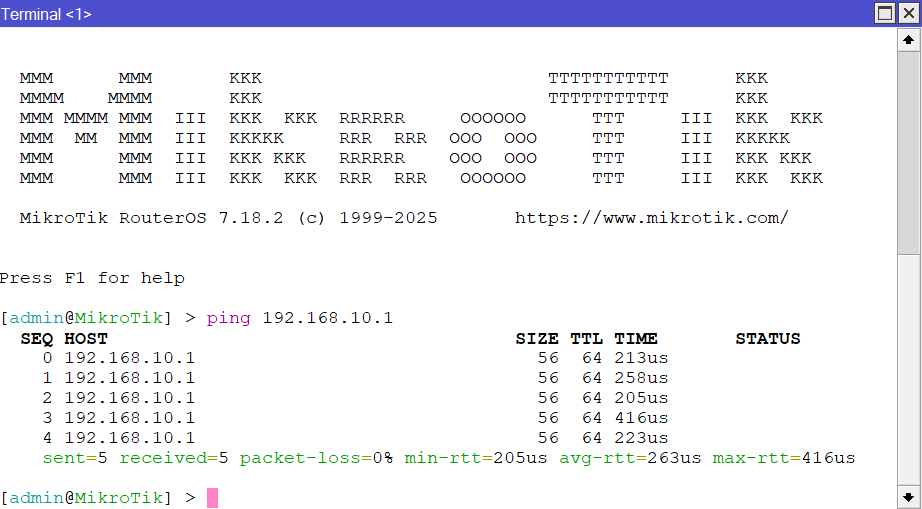 Terminal <1>
MMM      MMM       KKK                          TTTTTTTTTTT      KKK
MMMM    MMMM       KKK                          TTTTTTTTTTT      KKK
MMM MMMM MMM  III  KKK  KKK  RRRRRR     OOOOOO      TTT     III  KKK  KKK
MMM  MM  MMM  III  KKKKK     RRR  RRR  OOO  OOO     TTT     III  KKKKK
MMM      MMM  III  KKK KKK   RRRRRR    OOO  OOO     TTT     III  KKK KKK
MMM      MMM  III  KKK  KKK  RRR  RRR   OOOOOO      TTT     III  KKK  KKK
MikroTik RouterOS 7.18.2 (c) 1999-2025       https://www.mikrotik.com/
Press F1 for help
[admin@MikroTik] > ping 192.168.10.1
SEQ HOST                                     SIZE TTL TIME       STATUS
0 192.168.10.1                               56  64 213us
1 192.168.10.1                               56  64 258us
2 192.168.10.1                               56  64 205us
3 192.168.10.1                               56  64 416us
4 192.168.10.1                               56  64 223us
sent=5 received=5 packet-loss=0% min-rtt=205us avg-rtt=263us max-rtt=416us
[admin@MikroTik] >